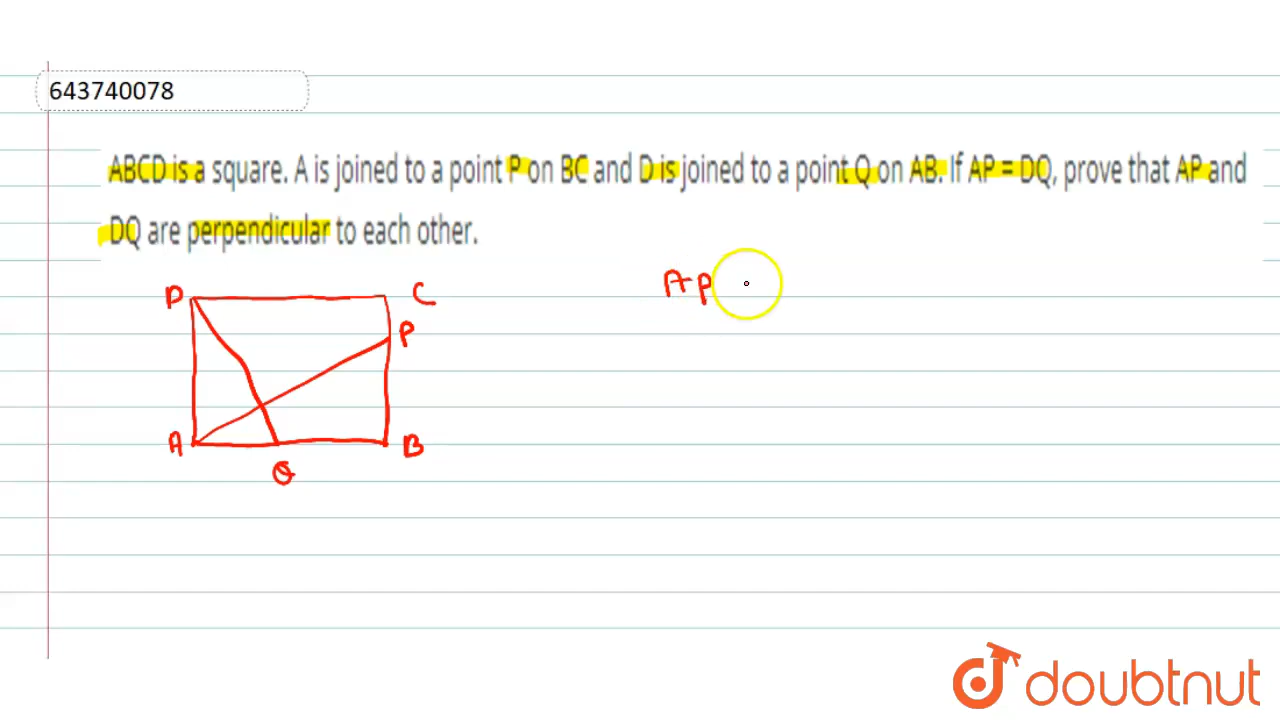 643740078
ABCD is a square. A is joined to a point P on BC and D is joined to a point Q on AB. If AP = DQ, prove that AP and
DQ are perpendicular to each other.
AP
D
C
P
A
B
Q
doubtnut